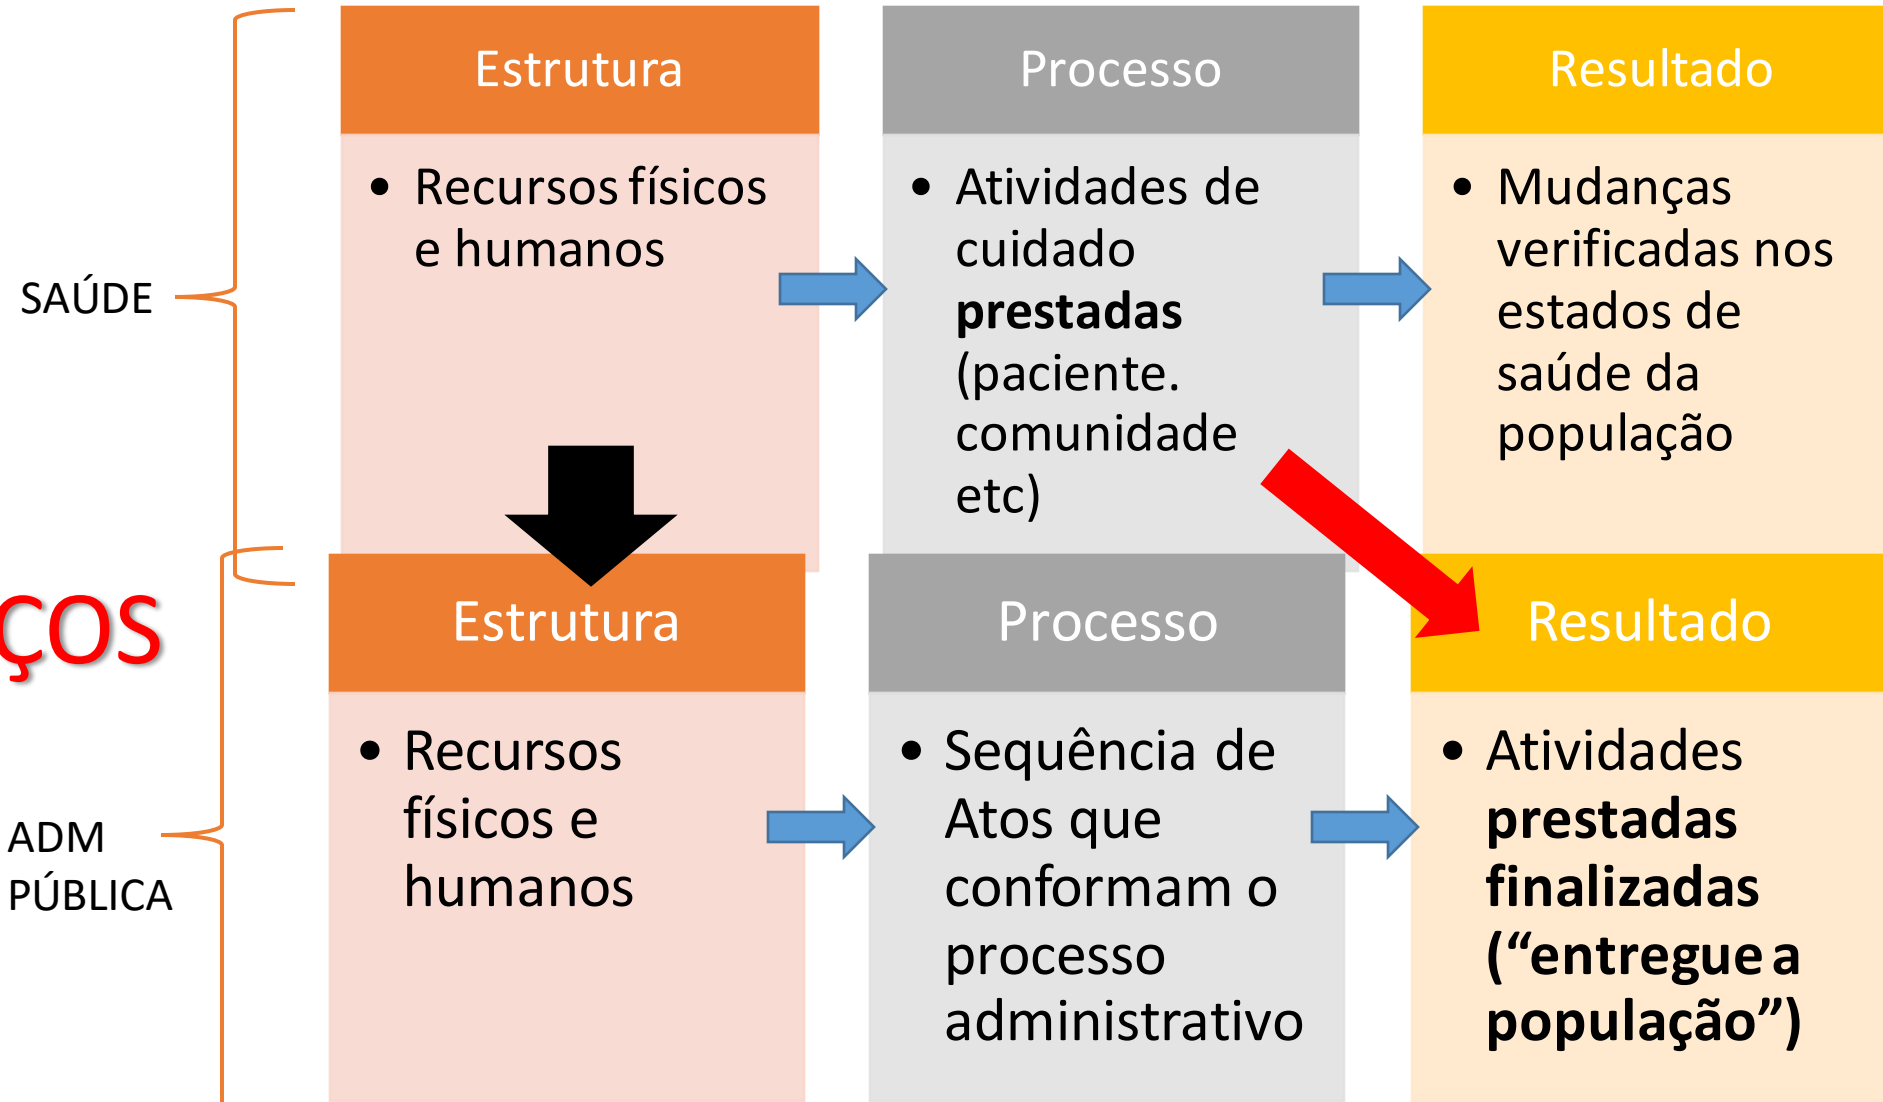 Estrutura
Processo
Resultado
SAÚDE
• Recursos físicos
e humanos
• Atividades de
cuidado
prestadas
(paciente.
comunidade
etc)
• Mudanças
verificadas nos
estados de
saúde da
população
ÇOS
Estrutura
Processo
Resultado
ADM
PÚBLICA
• Recursos
físicos e
humanos
• Sequência de
Atos que
conformam o
processo
administrativo
• Atividades
prestadas
finalizadas
(“entregue a
população”)